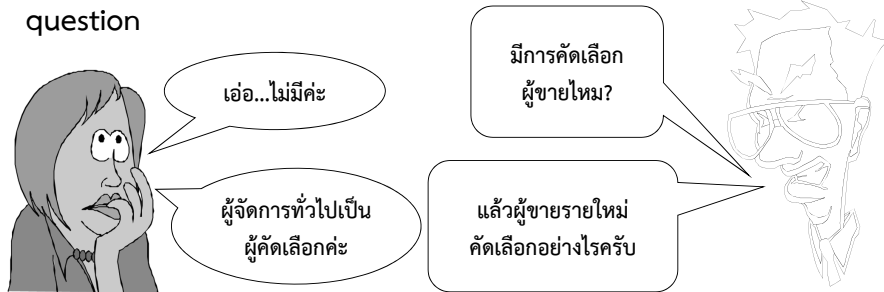 question
มีการคัดเลือก
ผู้ขายไหม?
เอ่อ...ไม่มีค่ะ
แล้วผู้ขายรายใหม่
คัดเลือกอย่างไรครับ
ผู้จัดการทั่วไปเป็น
ผู้คัดเลือกค่ะ